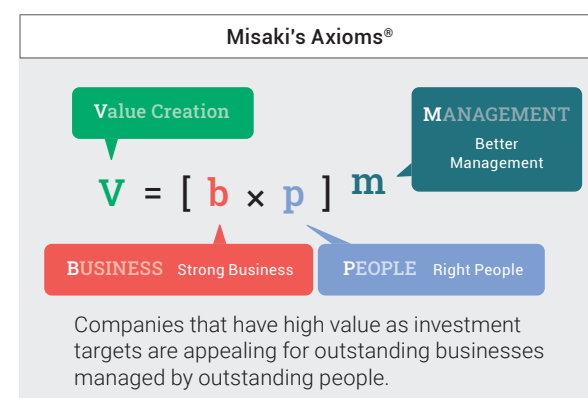 Misaki's Axioms®
Value Creation
MANAGEMENT
Better
Management
V = [ b × p ] m
BUSINESS Strong Business
PEOPLE Right People
Companies that have high value as investment
targets are appealing for outstanding businesses
managed by outstanding people.